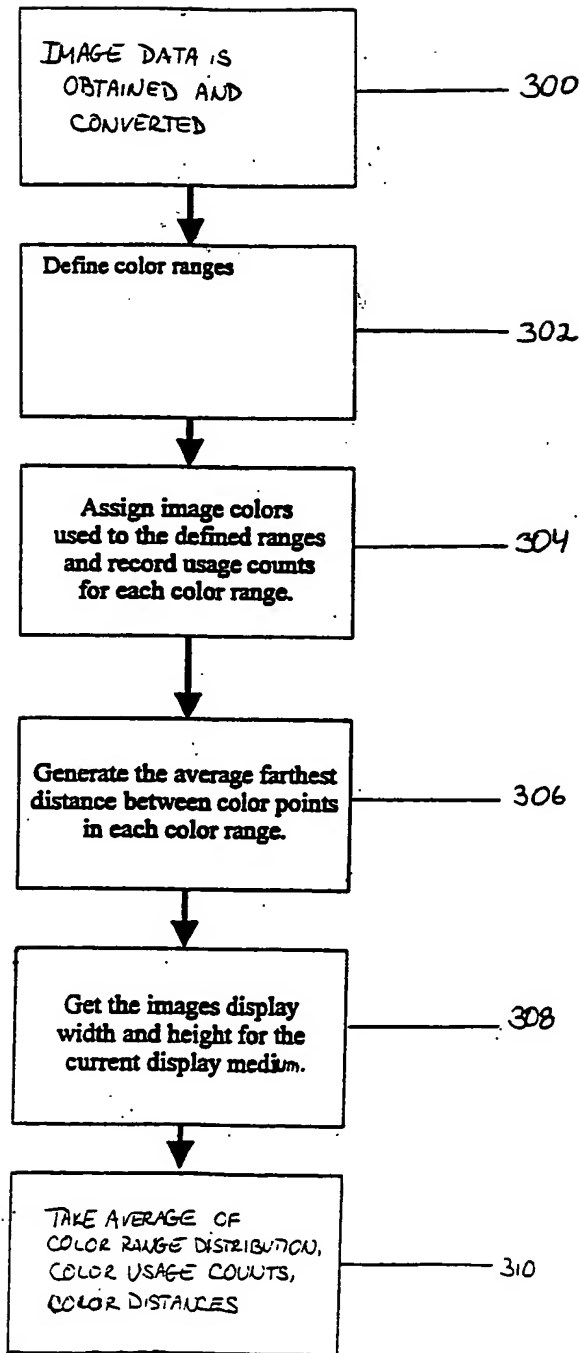 IMAGE DATA IS
OBTAINED AND
CONVERTED
300
Define color ranges
302
Assign image colors
used to the defined ranges
and record usage counts
for each color range.
304
Generate the average farthest
distance between color points
in each color range.
306
Get the images display
width and height for the
current display medium.
308
TAKE AVERAGE OF
COLOR RANGE DISTRIBUTION,
COLOR USAGE COUNTS,
COLOR DISTANCES
310